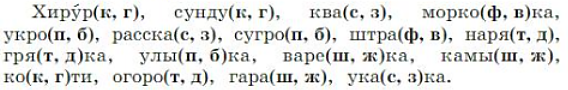 Хиру́р(к, г), сунду(к, г), ква(с, з), морко(ф, в)ка,
укро(п, б), расска(с, з), сугро(п, б), штра(ф, в), наря(т, д),
гря(т, д)ка, улы(п, б)ка, варе(ш, ж)ка, камы(ш, ж),
ко(к, г)ти, огоро(т, д), гара(ш, ж), ука(с, з)ка.